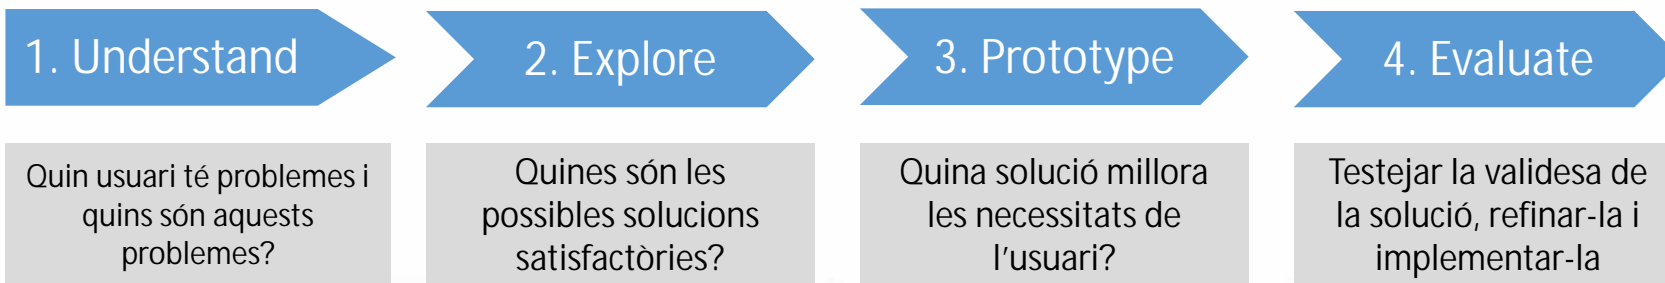 1. Understand
2. Explore
3. Prototype
4. Evaluate
Quin usuari té problemes i
quins són aquests
problemes?
Quines són les
possibles solucions
satisfactòries?
Quina solució millora
les necessitats de
l'usuari?
Testejar la validesa de
la solució, refinar-la i
implementar-la